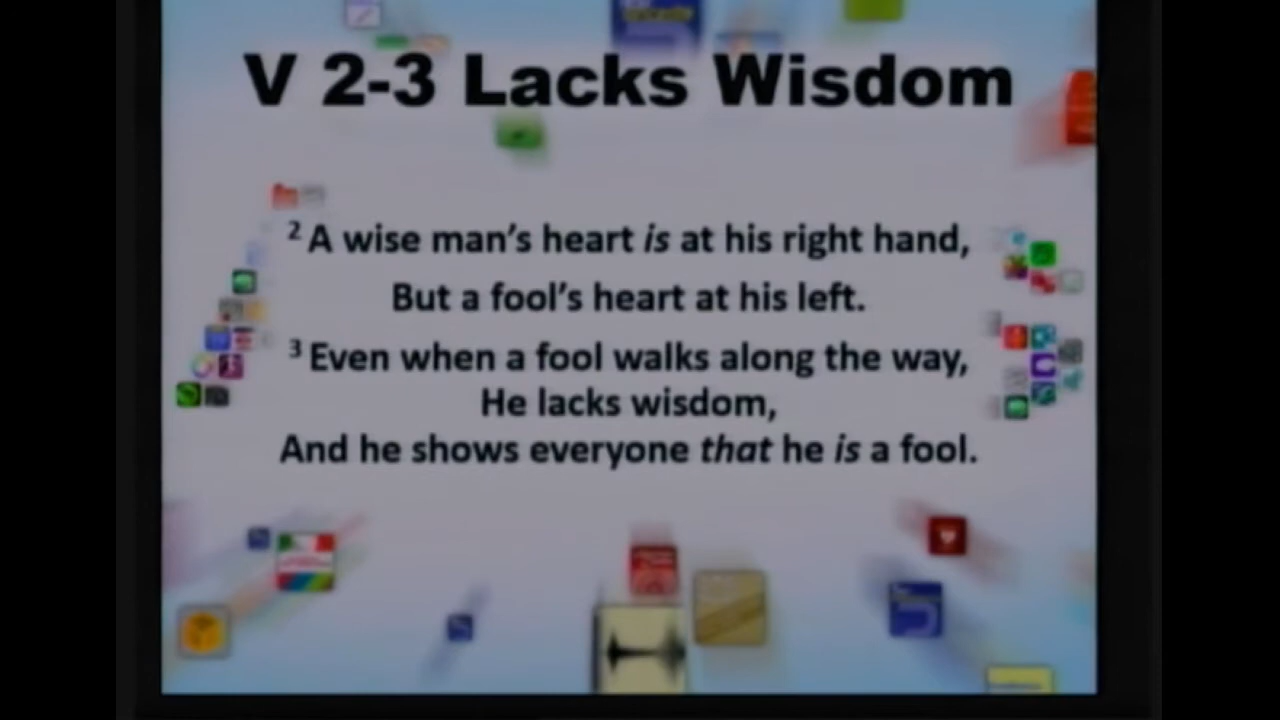 V 2-3 Lacks Wisdom
2 A wise man's heart is at his right hand,
But a fool's heart at his left.
3 Even when a fool walks along the way,
He lacks wisdom,
And he shows everyone that he is a fool.